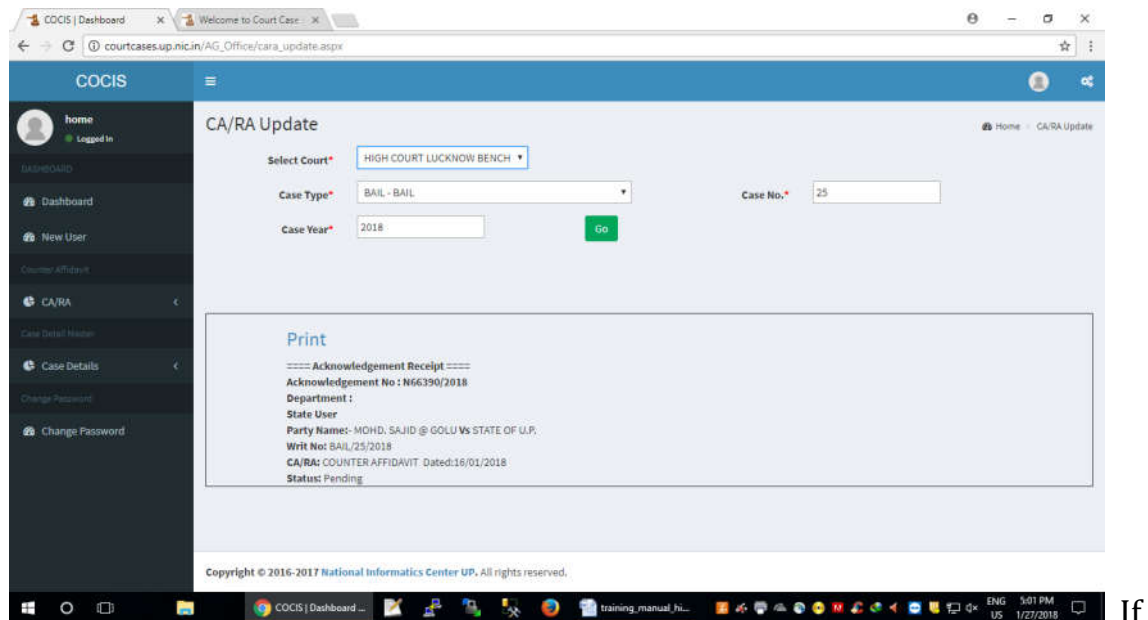 COCIS | Dashboard
Welcome to Court Case
courtcases.up.nic.in/AG_Office/cara_update.aspx
COCIS
home
Logged In
DASHBOARD
Dashboard
New User
Counter Affidavit
CA/RA
Case Detail Master
Case Details
Change Password
Change Password
CA/RA Update
Home
CA/RA Update
Select Court*
HIGH COURT LUCKNOW BENCH
Case Type*
BAIL - BAIL
Case No.*
25
Case Year*
2018
Go
Print
==== Acknowledgement Receipt ====
Acknowledgement No : N66390/2018
Department :
State User
Party Name:- MOHD. SAJID @ GOLU Vs STATE OF U.P.
Writ No: BAIL/25/2018
CA/RA: COUNTER AFFIDAVIT Dated:16/01/2018
Status: Pending
Copyright © 2016-2017 National Informatics Center UP. All rights reserved.
COCIS | Dashboard ...
training_manual_hi...
ENG
US
5:01 PM
1/27/2018
If